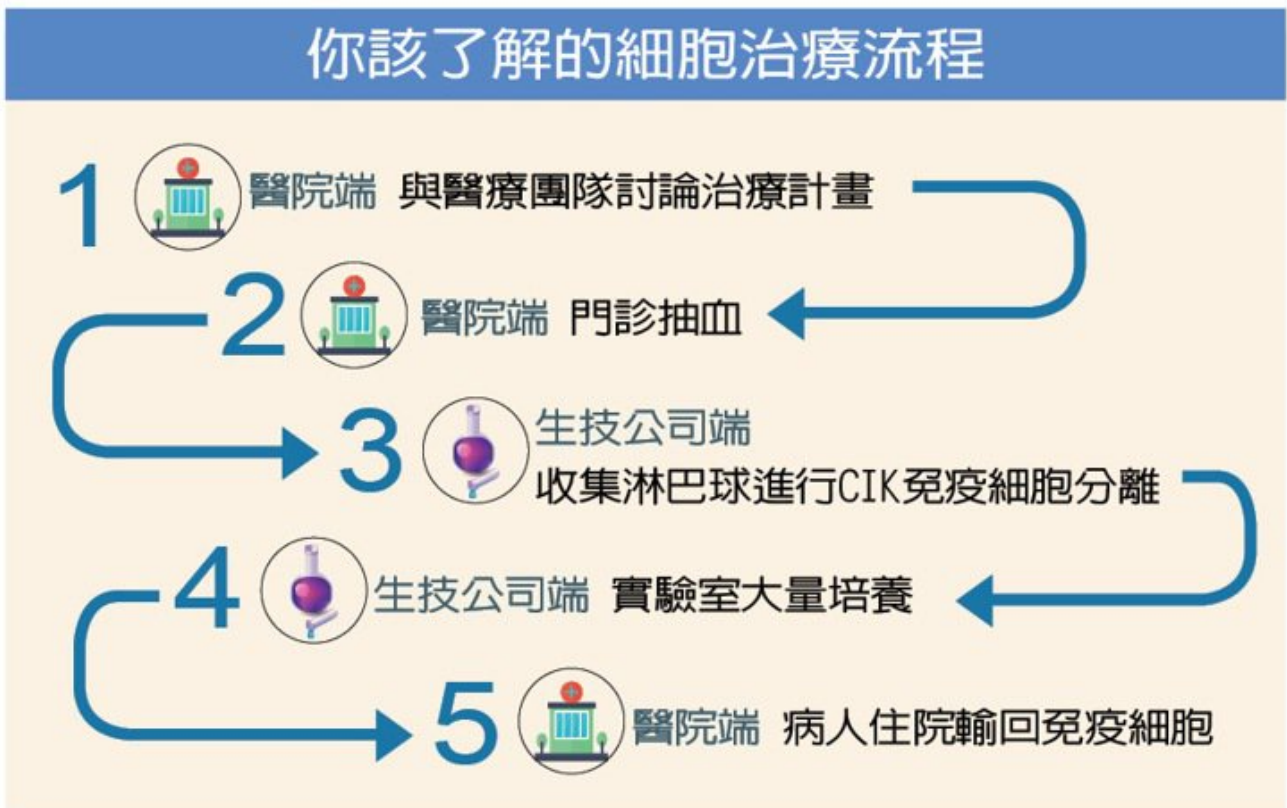 你該了解的細胞治療流程
1 醫院端 與醫療團隊討論治療計畫
2 醫院端 門診抽血
3 生技公司端
收集淋巴球進行CIK免疫細胞分離
4 生技公司端 實驗室大量培養
5 醫院端 病人住院輸回免疫細胞